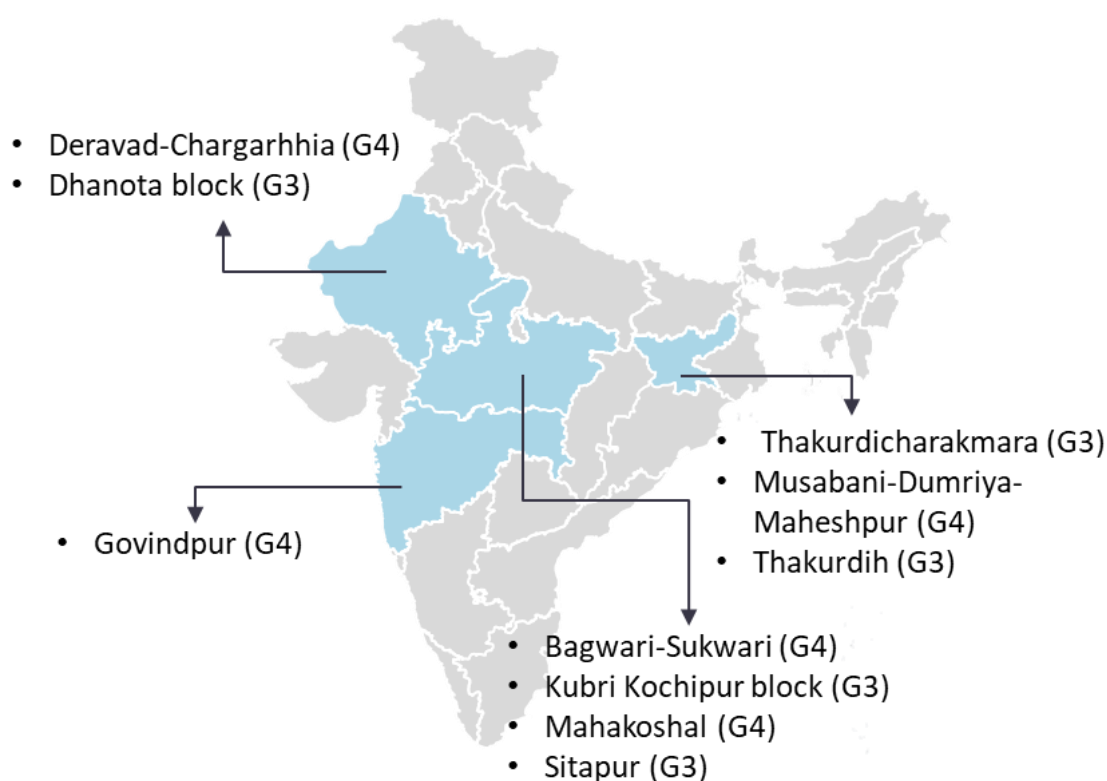 • Deravad-Chargarhhia (G4)
• Dhanota block (G3)
• Thakurdicharakmara (G3)
• Musabani-Dumriya-
Maheshpur (G4)
• Thakurdih (G3)
• Govindpur (G4)
• Bagwari-Sukwari (G4)
• Kubri Kochipur block (G3)
• Mahakoshal (G4)
• Sitapur (G3)